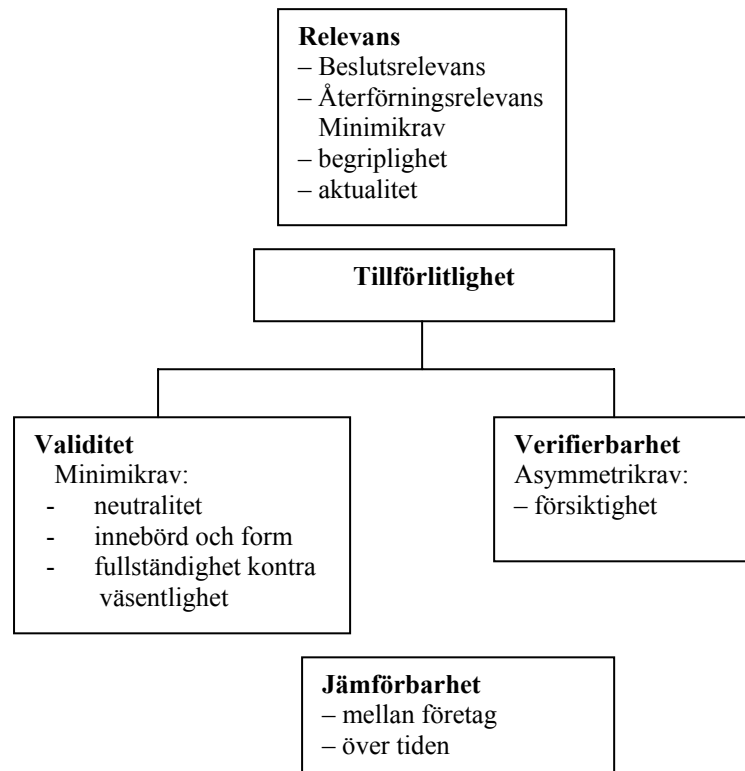 Relevans
– Beslutsrelevans
– Återförningsrelevans
Minimikrav
– begriplighet
– aktualitet
Tillförlitlighet
Validitet
Minimikrav:
- neutralitet
- innebörd och form
- fullständighet kontra
väsentlighet
Verifierbarhet
Asymmetrikrav:
– försiktighet
Jämförbarhet
– mellan företag
– över tiden